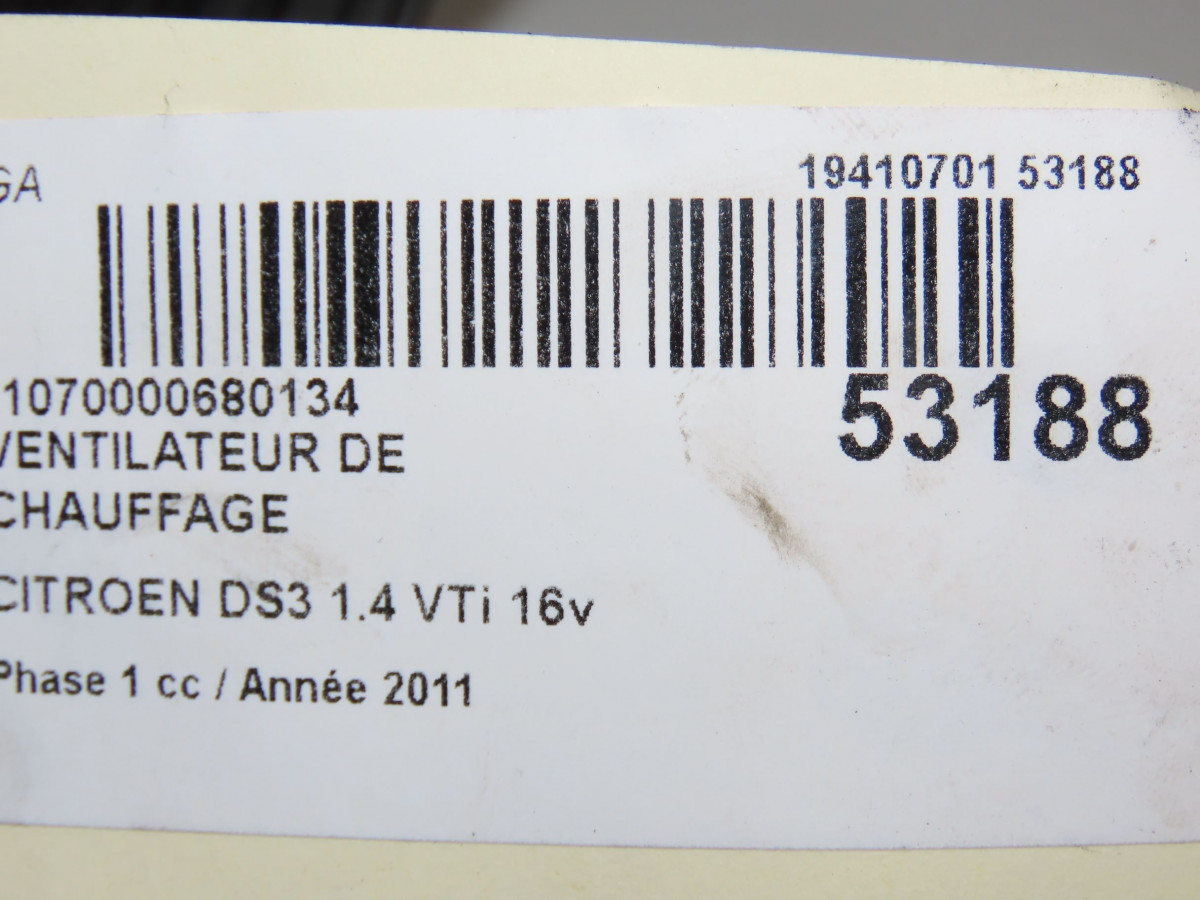 GA
19410701 53188
1070000680134
53188
VENTILATEUR DE
CHAUFFAGE
CITROEN DS3 1.4 VTi 16v
Phase 1 cc / Année 2011